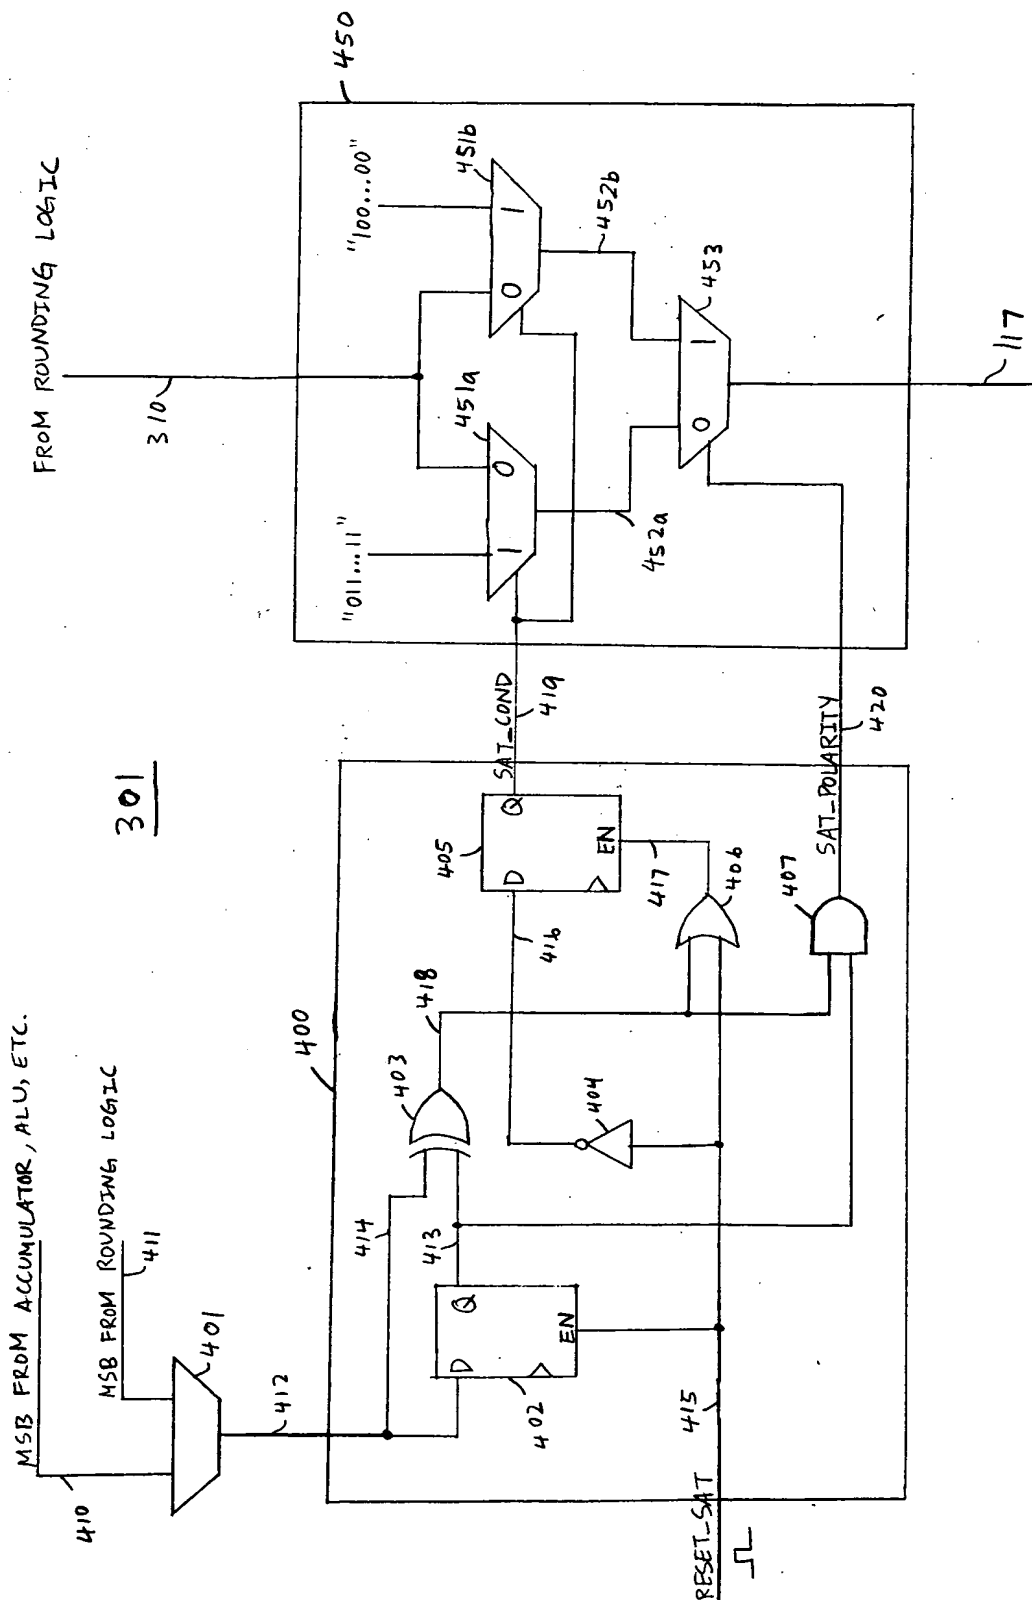 301
MSB FROM ACCUMULATOR, ALU, ETC.
MSB FROM ROUNDING LOGIC
410
411
401
412
400
414
413
403
418
D
Q
EN
402
404
416
D
Q
EN
405
417
406
407
RESET_SAT
415
SAT_COND
419
SAT_POLARITY
420
FROM ROUNDING LOGIC
310
450
"011...11"
"100...00"
1
0
451a
0
1
451b
452a
452b
0
1
453
117